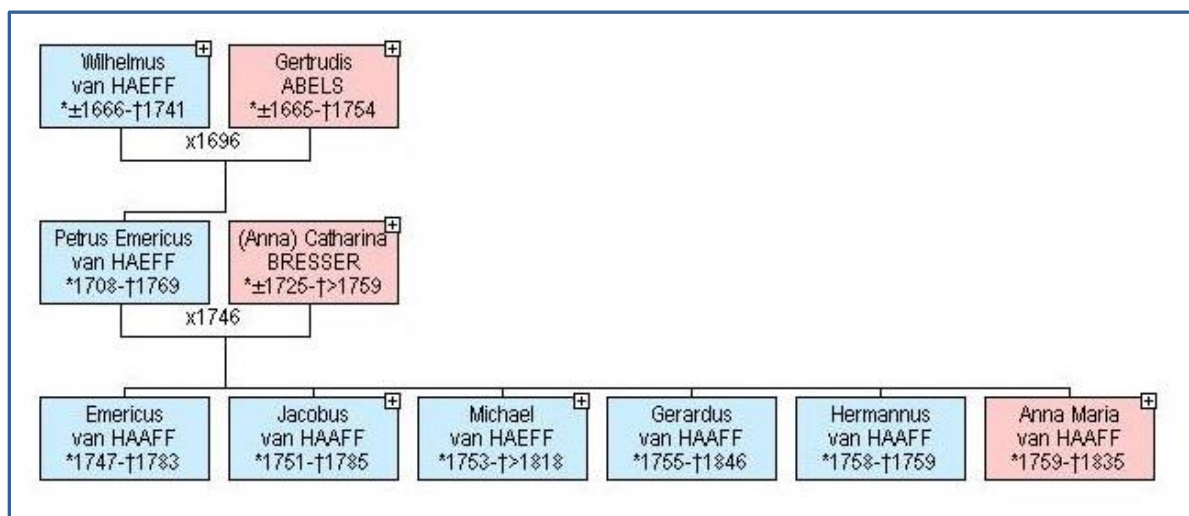 Wilhelmus
van HAEFF
*±1666-†1741
Gertrudis
ABELS
*±1665-†1754
x1696
Petrus Emericus
van HAEFF
*1708-†1769
(Anna) Catharina
BRESSER
*±1725-†>1759
x1746
Emericus
van HAAFF
*1747-†1783
Jacobus
van HAAFF
*1751-†1785
Michael
van HAEFF
*1753-†>1818
Gerardus
van HAAFF
*1755-†1846
Hermannus
van HAAFF
*1758-†1759
Anna Maria
van HAAFF
*1759-†1835